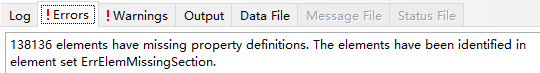 Log !Errors !Warnings Output Data File Message File Status File
138136 elements have missing property definitions. The elements have been identified in
element set ErrElemMissingSection.